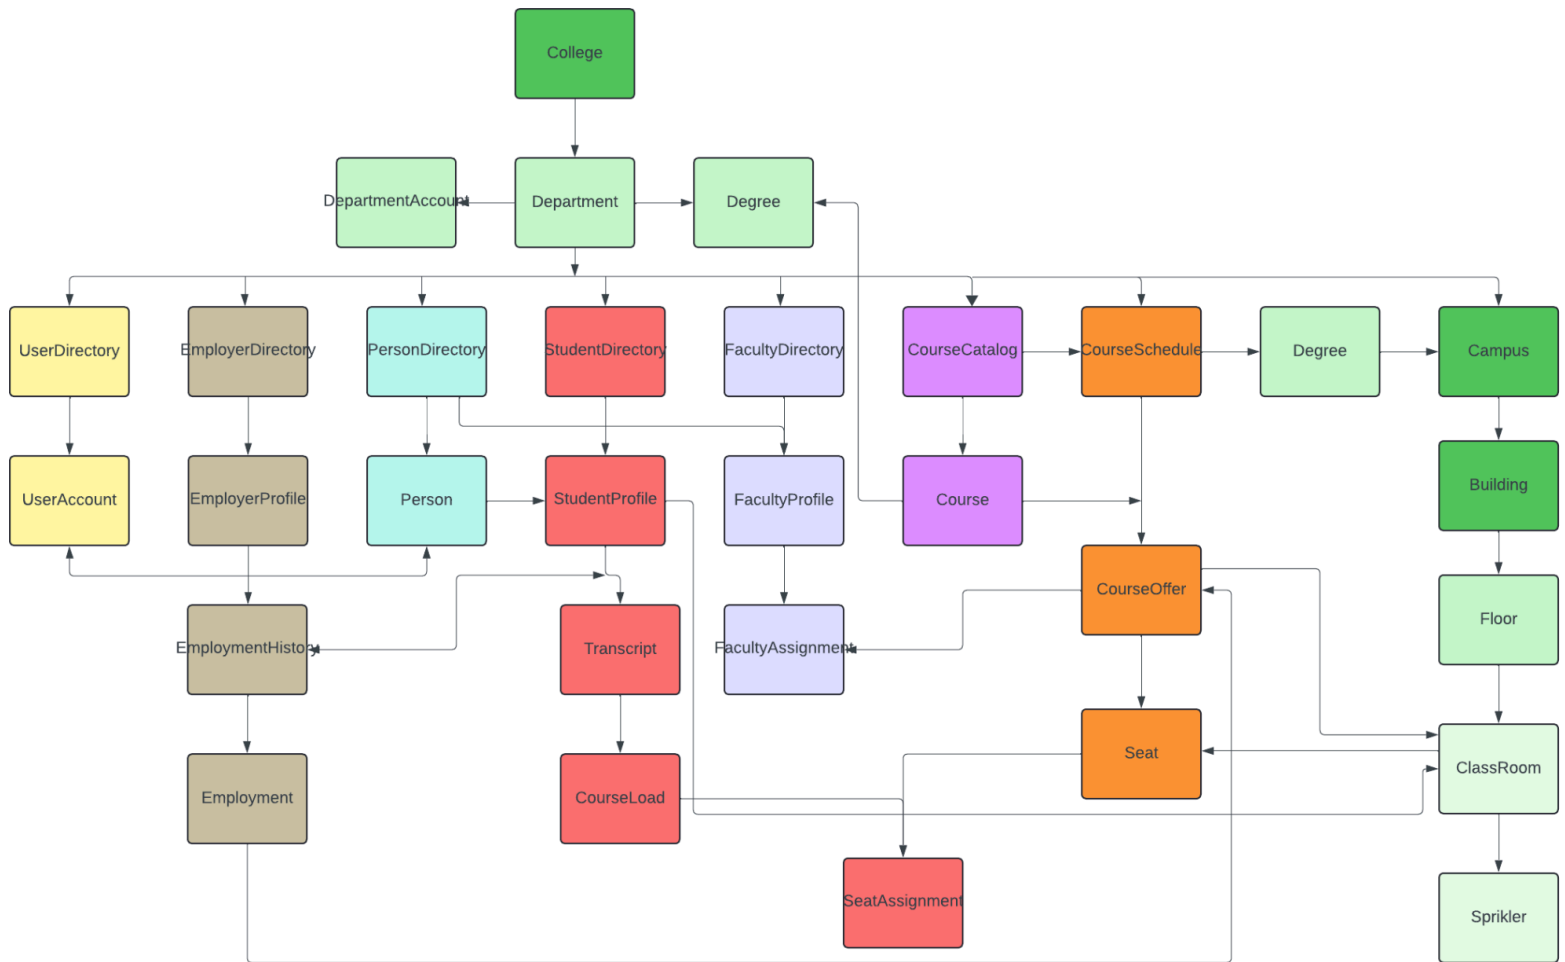 College
DepartmentAccount
Department
Degree
UserDirectory
EmployerDirectory
PersonDirectory
StudentDirectory
FacultyDirectory
CourseCatalog
CourseSchedule
Degree
Campus
UserAccount
EmployerProfile
Person
StudentProfile
FacultyProfile
Course
Building
CourseOffer
Floor
EmploymentHistory
Transcript
FacultyAssignment
Seat
ClassRoom
Employment
CourseLoad
SeatAssignment
Sprikler